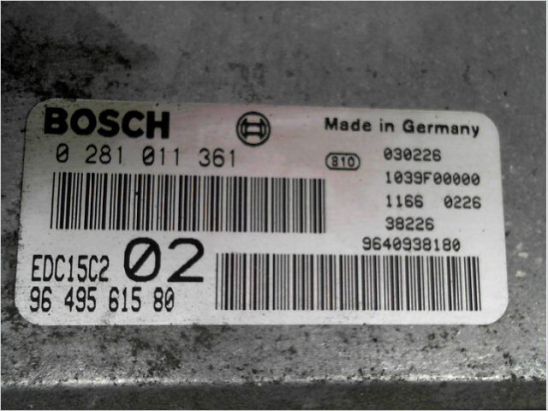 BOSCH
Made in Germany
0 281 011 361
810
030226
1039F00000
1166 0226
38226
9640938180
EDC15C2 02
96 495 615 80